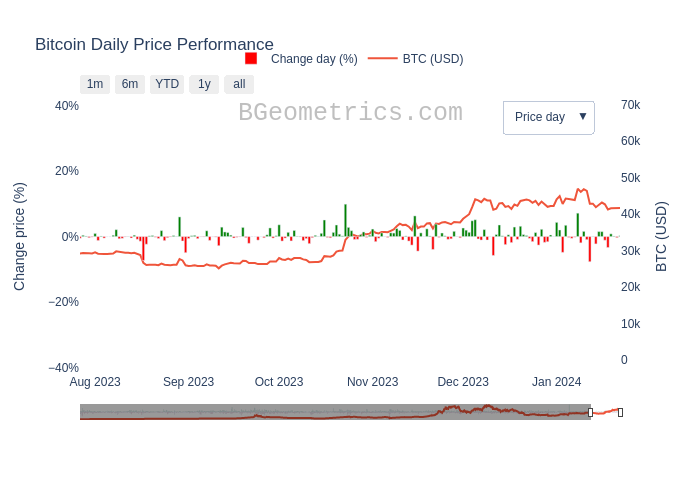 Bitcoin Daily Price Performance
Change day (%)
BTC (USD)
1m
6m
YTD
1y
all
BGeometrics.com
Price day ▼
40%
20%
0%
−20%
−40%
Change price (%)
70k
60k
50k
40k
30k
20k
10k
0
BTC (USD)
Aug 2023
Sep 2023
Oct 2023
Nov 2023
Dec 2023
Jan 2024